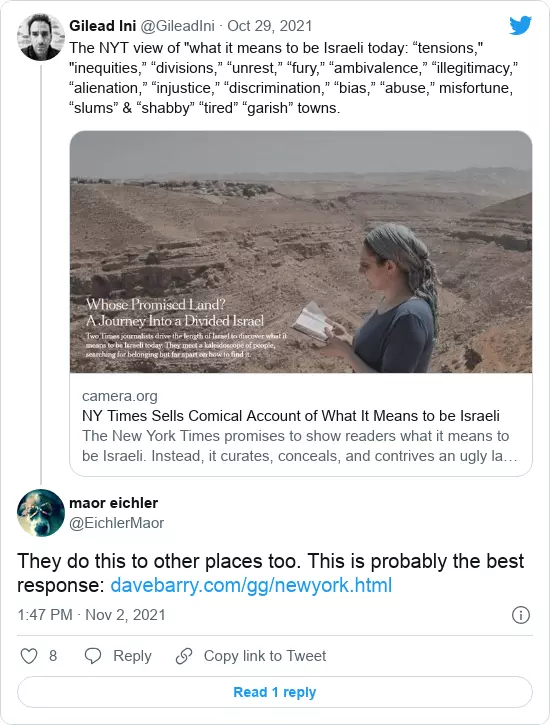 Gilead Ini @GileadIni · Oct 29, 2021
The NYT view of "what it means to be Israeli today: “tensions,"
"inequities,” “divisions,” “unrest,” “fury,” “ambivalence,” “illegitimacy,”
“alienation,” “injustice,” “discrimination,” “bias,” “abuse,” misfortune,
“slums” & “shabby” “tired” “garish” towns.
Whose Promised Land?
A Journey Into a Divided Israel
Two Times journalists drive the length of Israel to discover what it
means to be Israeli today. They meet a kaleidoscope of people,
searching for belonging but far apart on how to find it.
camera.org
NY Times Sells Comical Account of What It Means to be Israeli
The New York Times promises to show readers what it means to
be Israeli. Instead, it curates, conceals, and contrives an ugly la…
maor eichler
@EichlerMaor
They do this to other places too. This is probably the best
response: davebarry.com/gg/newyork.html
1:47 PM · Nov 2, 2021
8 Reply Copy link to Tweet
Read 1 reply